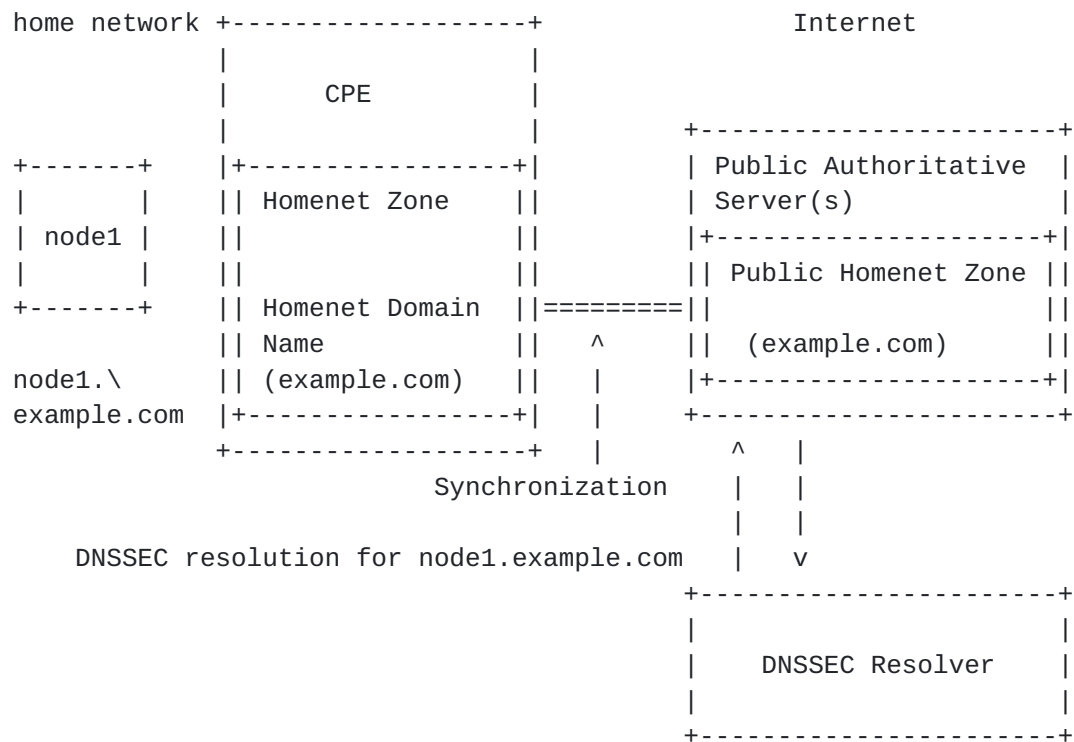 home network
Internet
CPE
Public Authoritative
Server(s)
Homenet Zone
node1
Public Homenet Zone
Homenet Domain
Name
(example.com)
(example.com)
node1.\
example.com
Synchronization
DNSSEC resolution for node1.example.com
DNSSEC Resolver